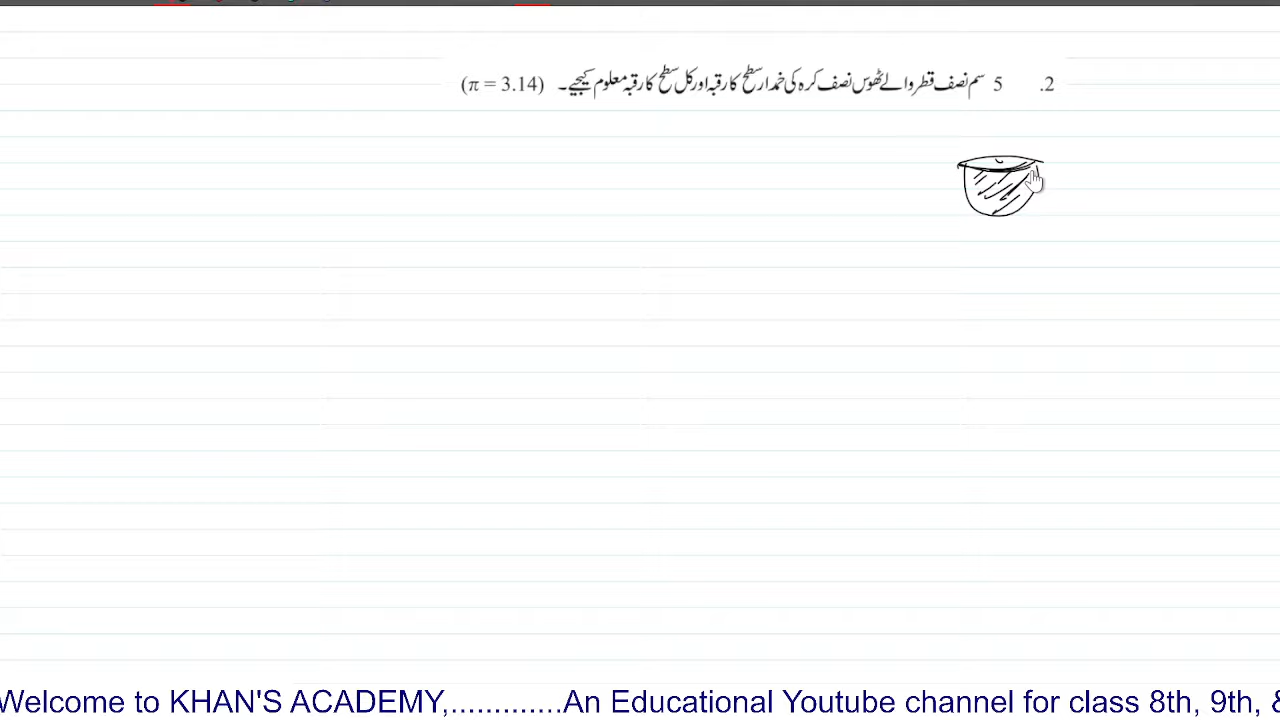 2. 5 سم نصف قطر والے ٹھوس نصف کرہ کی خمدار سطح کا رقبہ اور کل سطح کا رقبہ معلوم کیجیے۔ (π = 3.14)
Welcome to KHAN'S ACADEMY,.............An Educational Youtube channel for class 8th, 9th, &